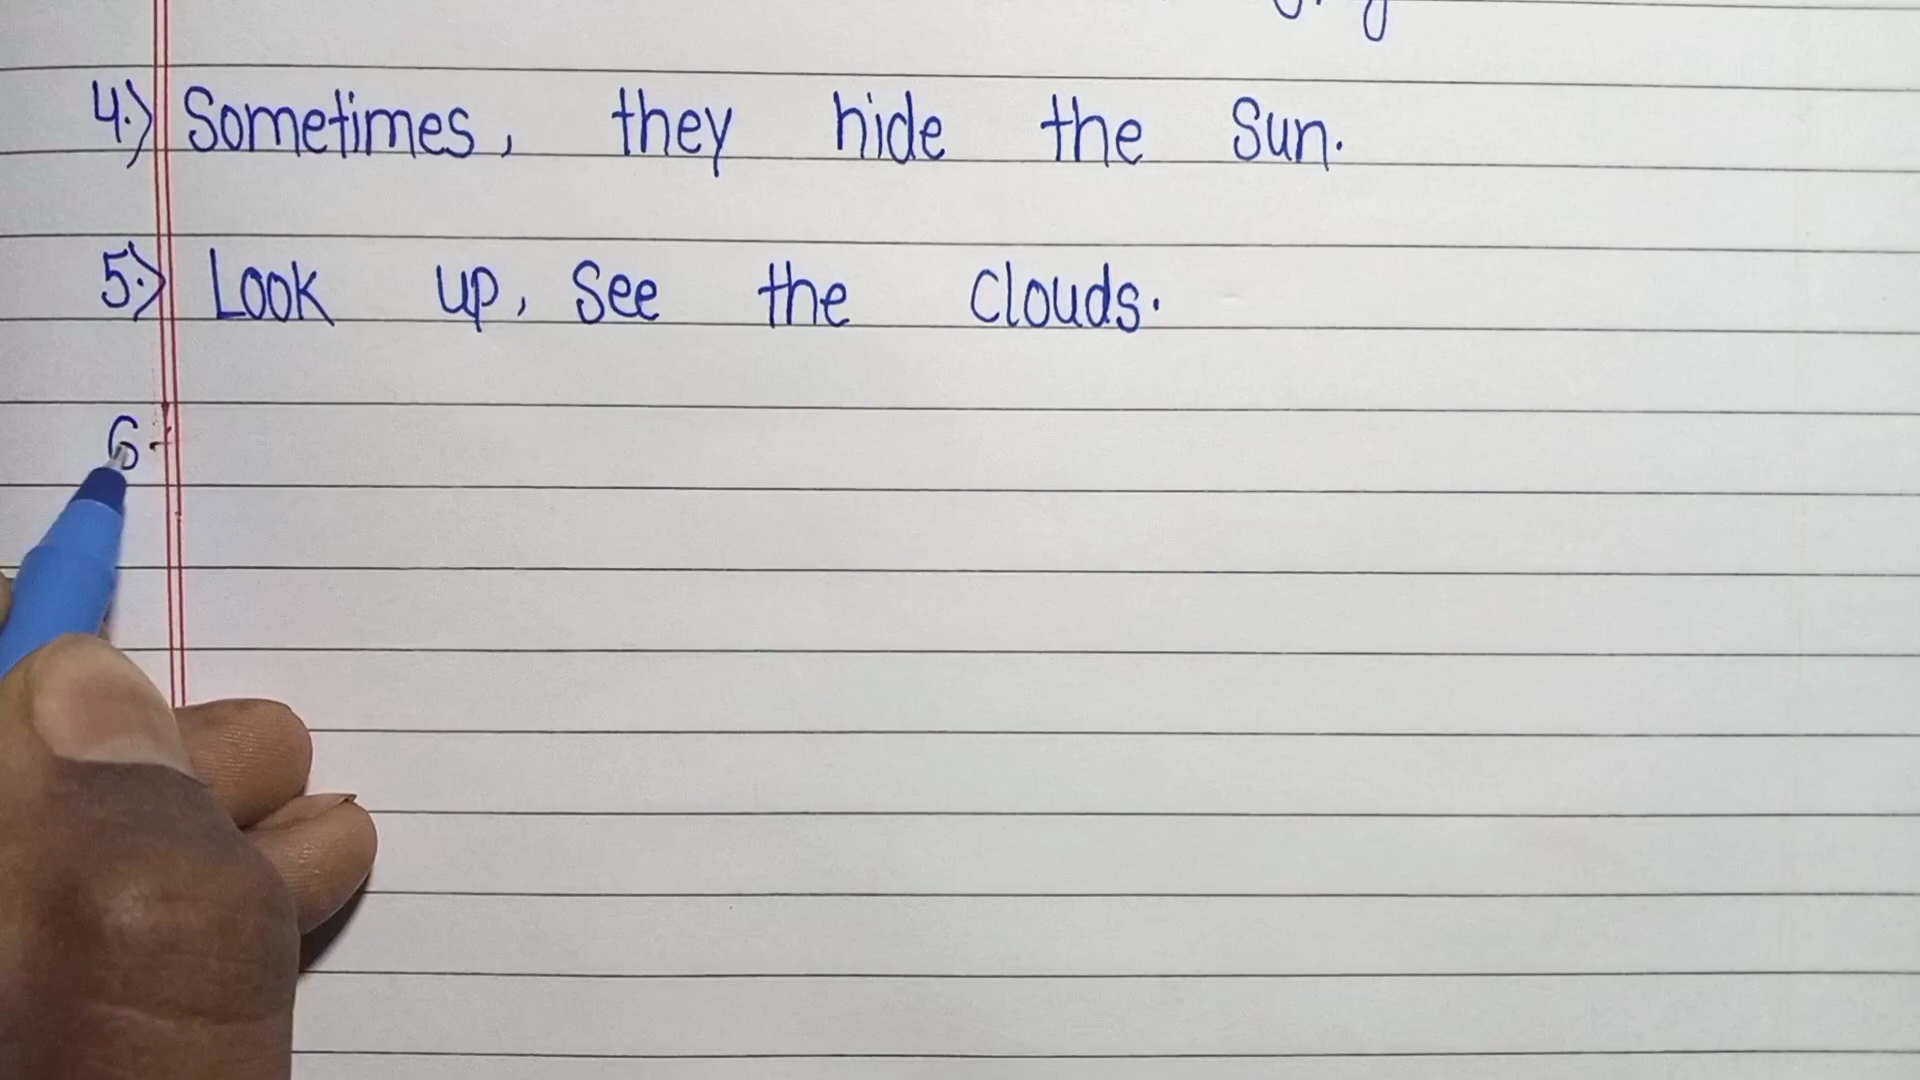 4.) Sometimes, they hide the Sun.
5.) Look up, See the Clouds.
6